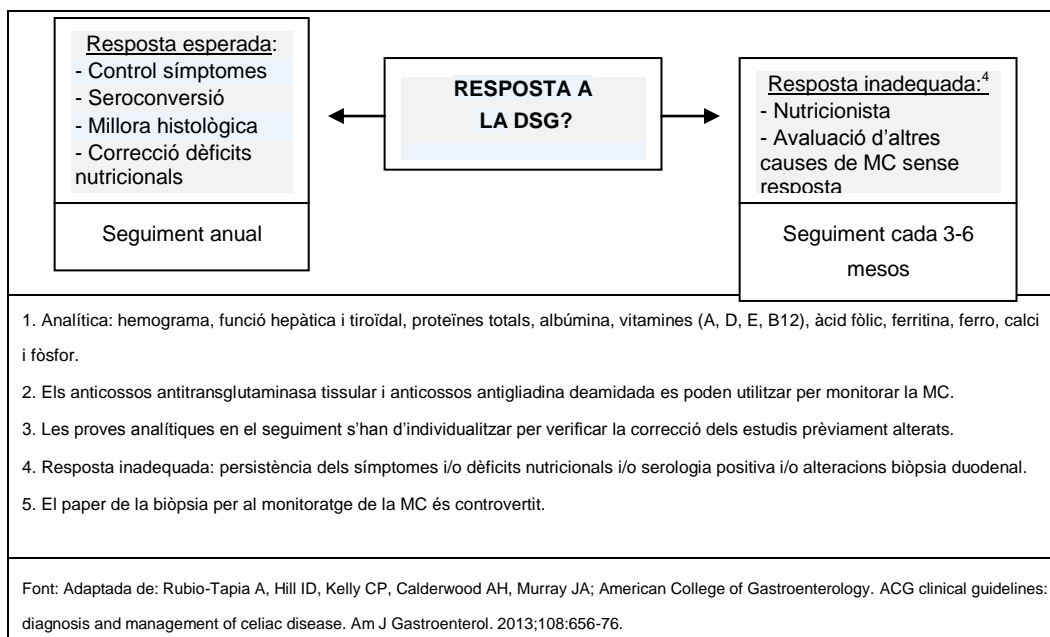 Resposta esperada:
- Control símptomes
- Seroconversió
- Millora histològica
- Correcció dèficits
nutricionals
Seguiment anual
RESPOSTA A
LA DSG?
Resposta inadequada:4
- Nutricionista
- Avaluació d’altres
causes de MC sense
resposta
Seguiment cada 3-6
mesos
1. Analítica: hemograma, funció hepàtica i tiroïdal, proteïnes totals, albúmina, vitamines (A, D, E, B12), àcid fòlic, ferritina, ferro, calci
i fòsfor.
2. Els anticossos antitransglutaminasa tissular i anticossos antigliadina deamidada es poden utilitzar per monitorar la MC.
3. Les proves analítiques en el seguiment s’han d’individualitzar per verificar la correcció dels estudis prèviament alterats.
4. Resposta inadequada: persistència dels símptomes i/o dèficits nutricionals i/o serologia positiva i/o alteracions biòpsia duodenal.
5. El paper de la biòpsia per al monitoratge de la MC és controvertit.
Font: Adaptada de: Rubio-Tapia A, Hill ID, Kelly CP, Calderwood AH, Murray JA; American College of Gastroenterology. ACG clinical guidelines:
diagnosis and management of celiac disease. Am J Gastroenterol. 2013;108:656-76.